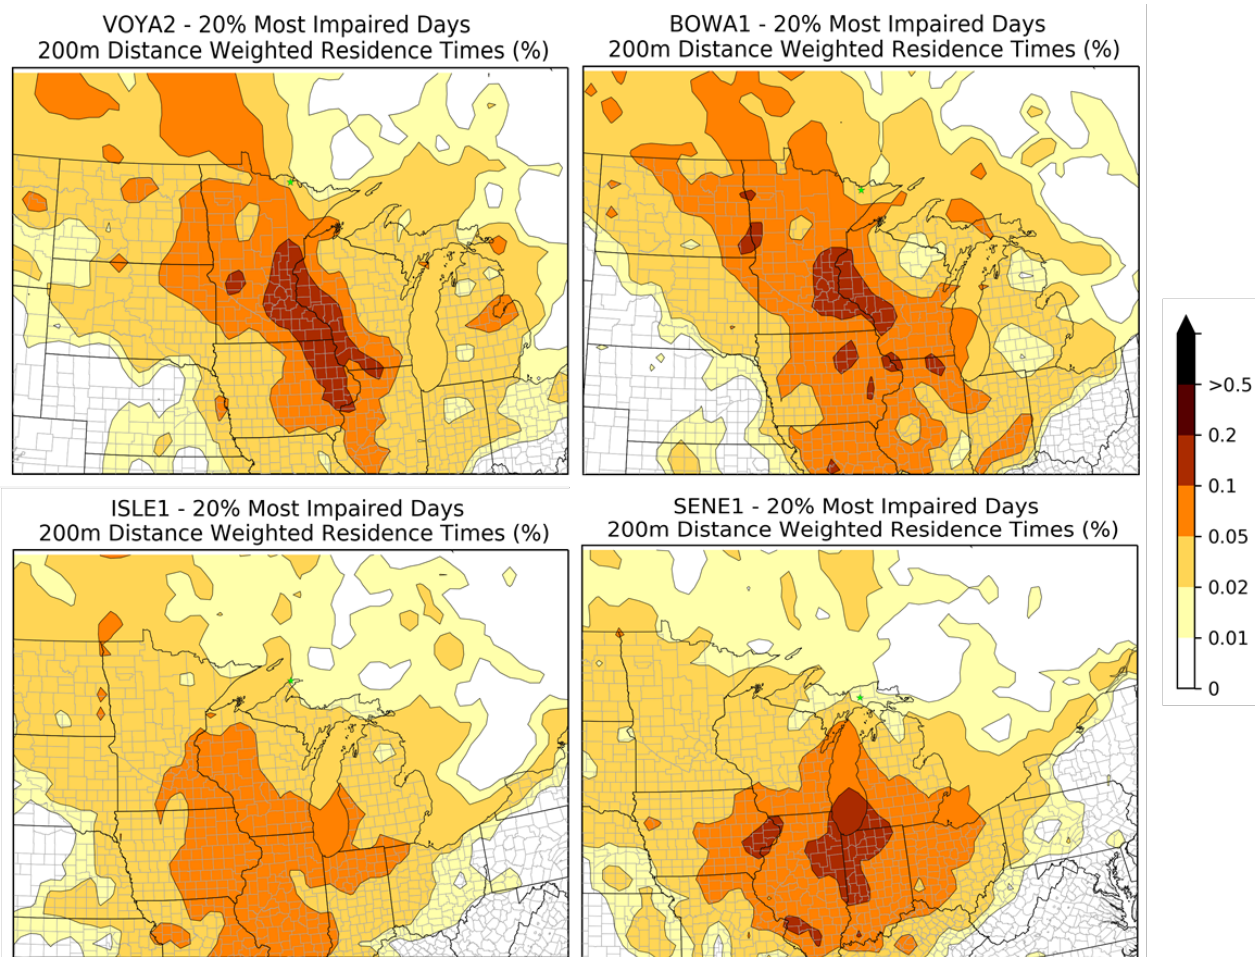 VOYA2 - 20% Most Impaired Days
200m Distance Weighted Residence Times (%)
BOWA1 - 20% Most Impaired Days
200m Distance Weighted Residence Times (%)
ISLE1 - 20% Most Impaired Days
200m Distance Weighted Residence Times (%)
SENE1 - 20% Most Impaired Days
200m Distance Weighted Residence Times (%)
>0.5
0.2
0.1
0.05
0.02
0.01
0